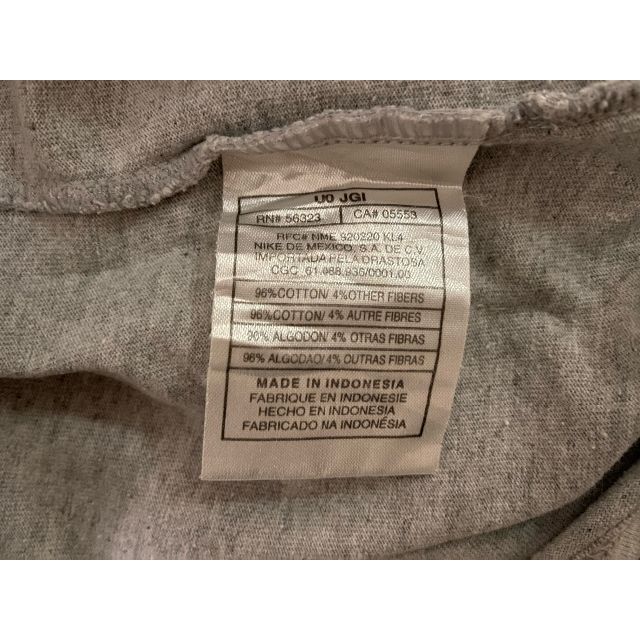 U0 JGI
RN# 56323 CA# 05553
RFC# NME 920220 KL4
NIKE DE MEXICO, S.A. DE C.V.
IMPORTADA PELA DRASTOSA
CGC. 61.088.936/0001.00
96% COTTON/ 4% OTHER FIBERS
96% COTTON/ 4% AUTRE FIBRES
96% ALGODON/ 4% OTRAS FIBRAS
96% ALGODAO/ 4% OUTRAS FIBRAS
MADE IN INDONESIA
FABRIQUE EN INDONESIE
HECHO EN INDONESIA
FABRICADO NA INDONÉSIA